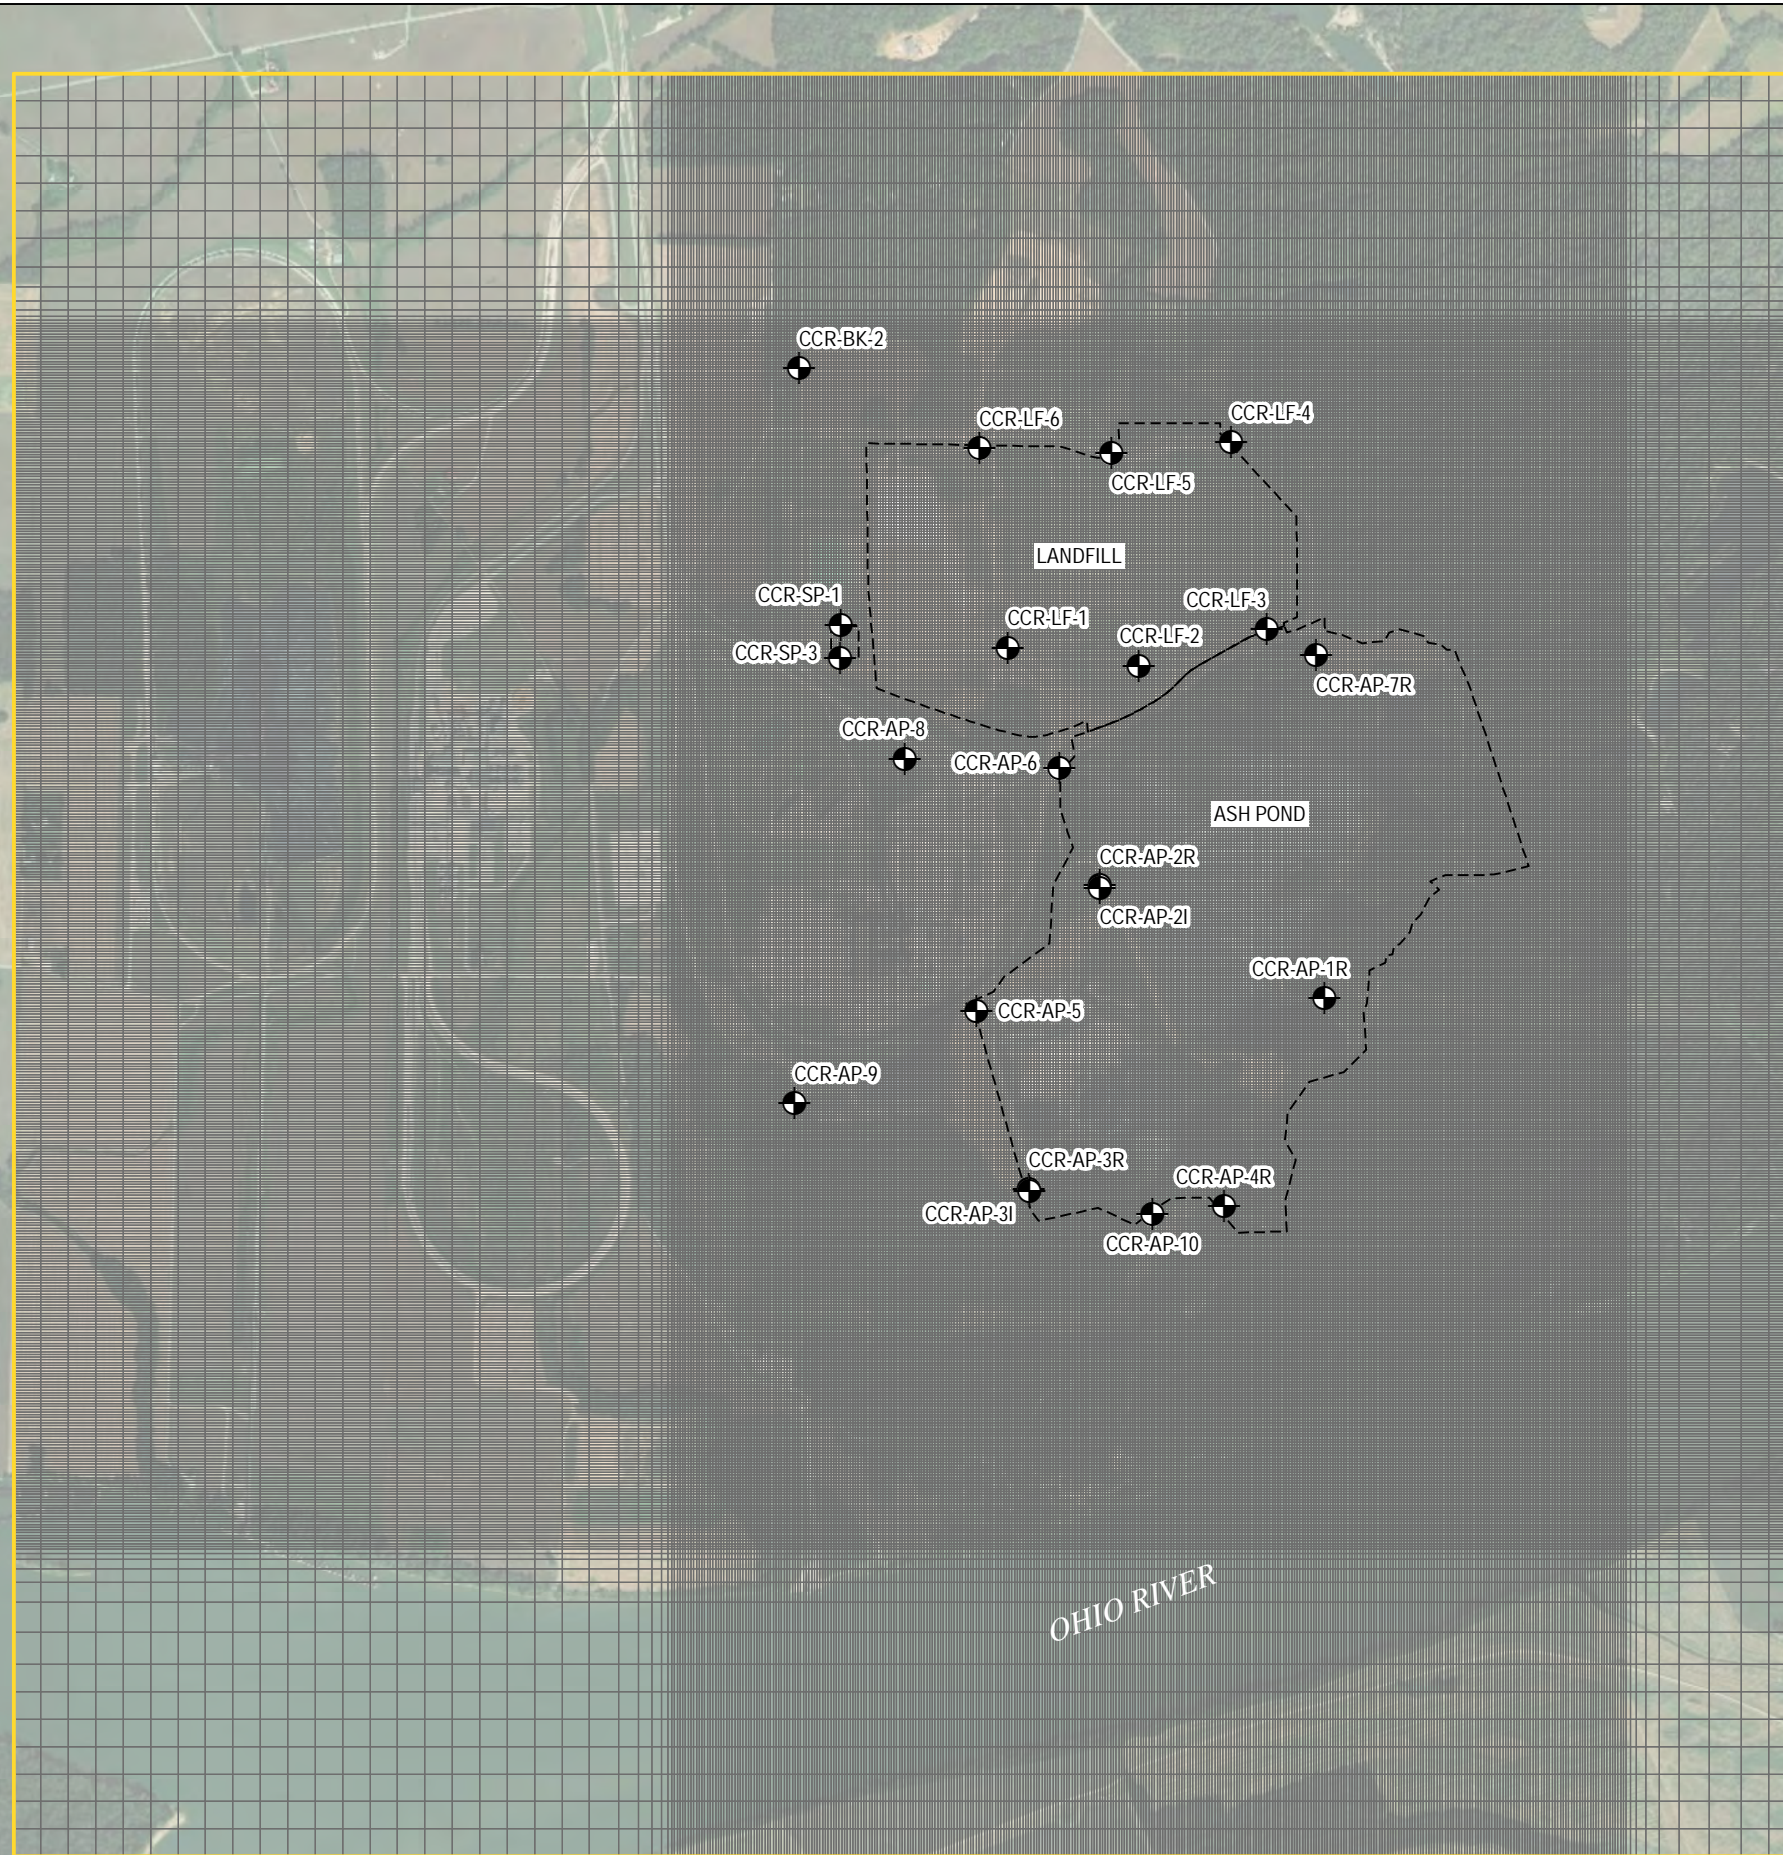 CCR-BK-2
CCR-LF-6
CCR-LF-4
CCR-LF-5
LANDFILL
CCR-SP-1
CCR-LF-3
CCR-LF-1
CCR-LF-2
CCR-SP-3
CCR-AP-7R
CCR-AP-8
CCR-AP-6
ASH POND
CCR-AP-2R
CCR-AP-2I
CCR-AP-1R
CCR-AP-5
CCR-AP-9
CCR-AP-3R
CCR-AP-4R
CCR-AP-3I
CCR-AP-10
OHIO RIVER